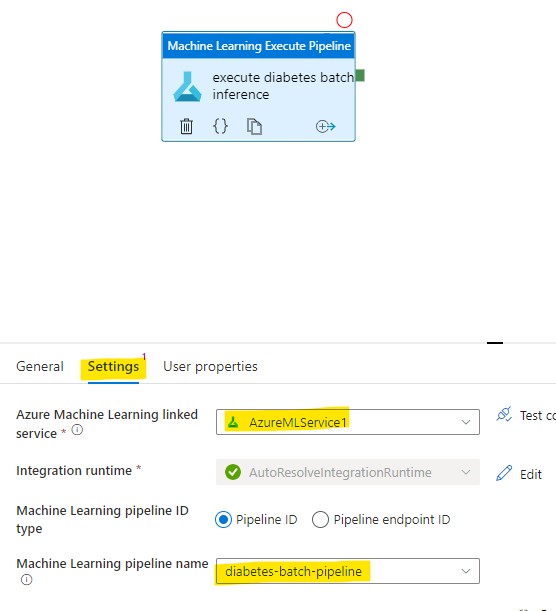 Machine Learning Execute Pipeline
execute diabetes batch
inference
General
Settings
1
User properties
Azure Machine Learning linked
service *
AzureMLService1
Test
Integration runtime *
AutoResolveIntegrationRuntime
Edit
Machine Learning pipeline ID
type
Pipeline ID
Pipeline endpoint ID
Machine Learning pipeline name
diabetes-batch-pipeline